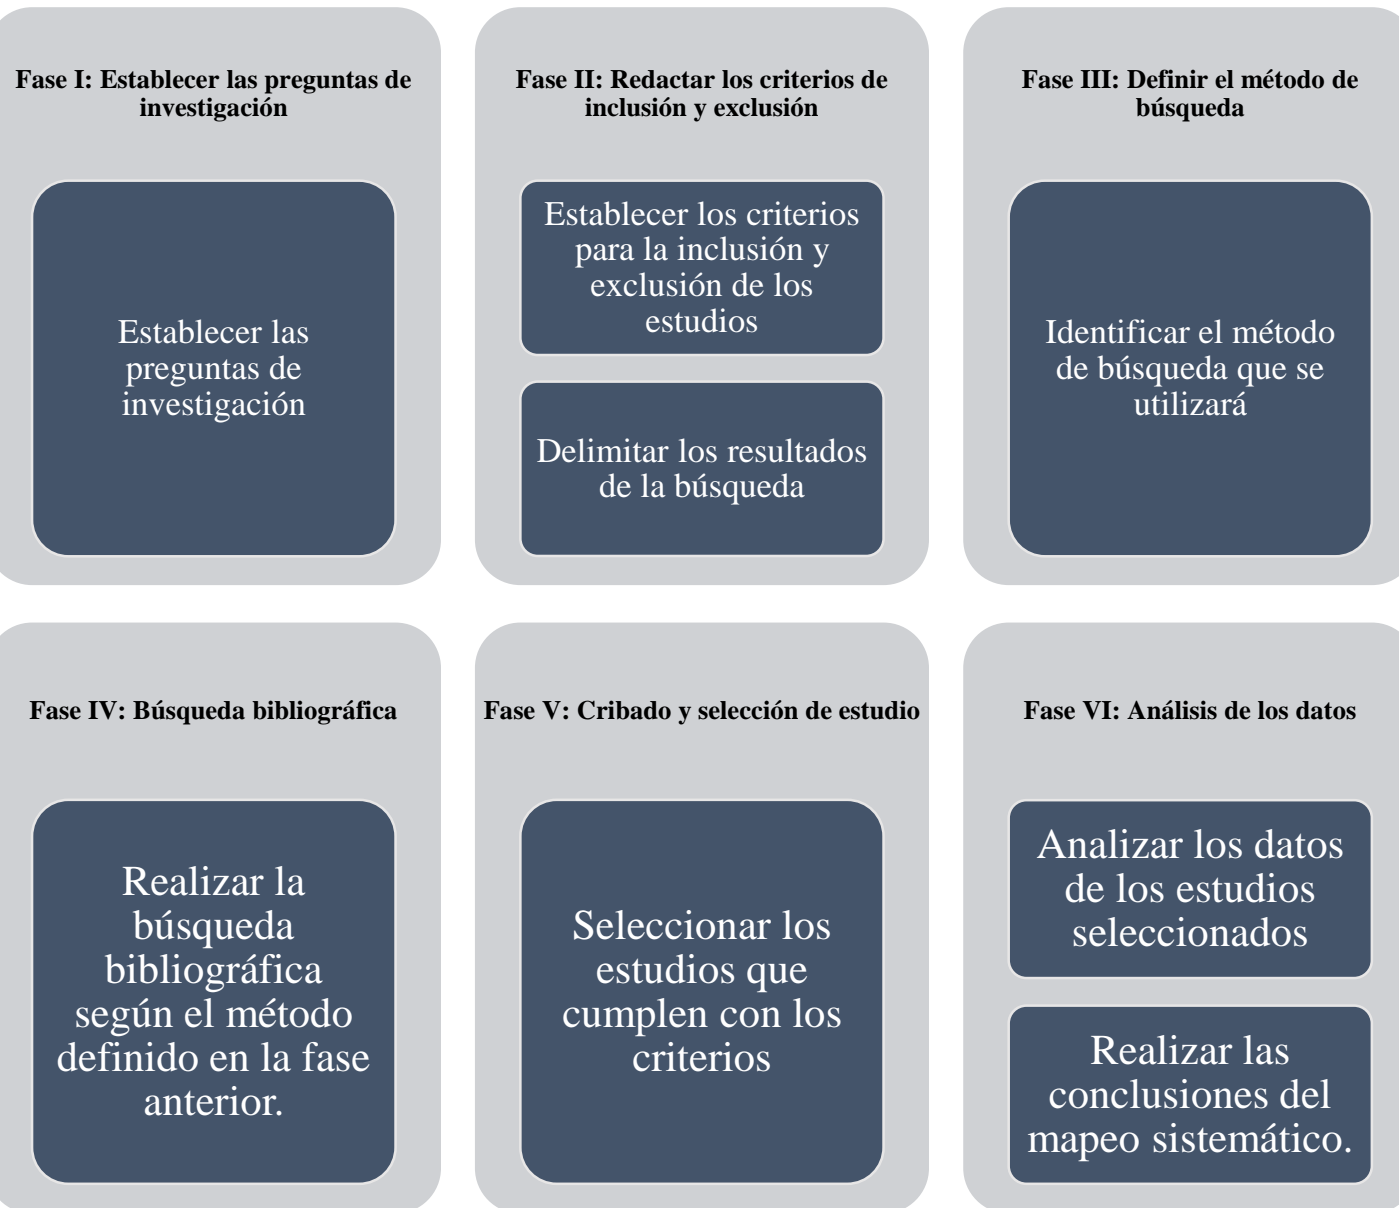 Fase I: Establecer las preguntas de
investigación
Establecer las
preguntas de
investigación
Fase II: Redactar los criterios de
inclusión y exclusión
Establecer los criterios
para la inclusión y
exclusión de los
estudios
Delimitar los resultados
de la búsqueda
Fase III: Definir el método de
búsqueda
Identificar el método
de búsqueda que se
utilizará
Fase IV: Búsqueda bibliográfica
Realizar la
búsqueda
bibliográfica
según el método
definido en la fase
anterior.
Fase V: Cribado y selección de estudio
Seleccionar los
estudios que
cumplen con los
criterios
Fase VI: Análisis de los datos
Analizar los datos
de los estudios
seleccionados
Realizar las
conclusiones del
mapeo sistemático.